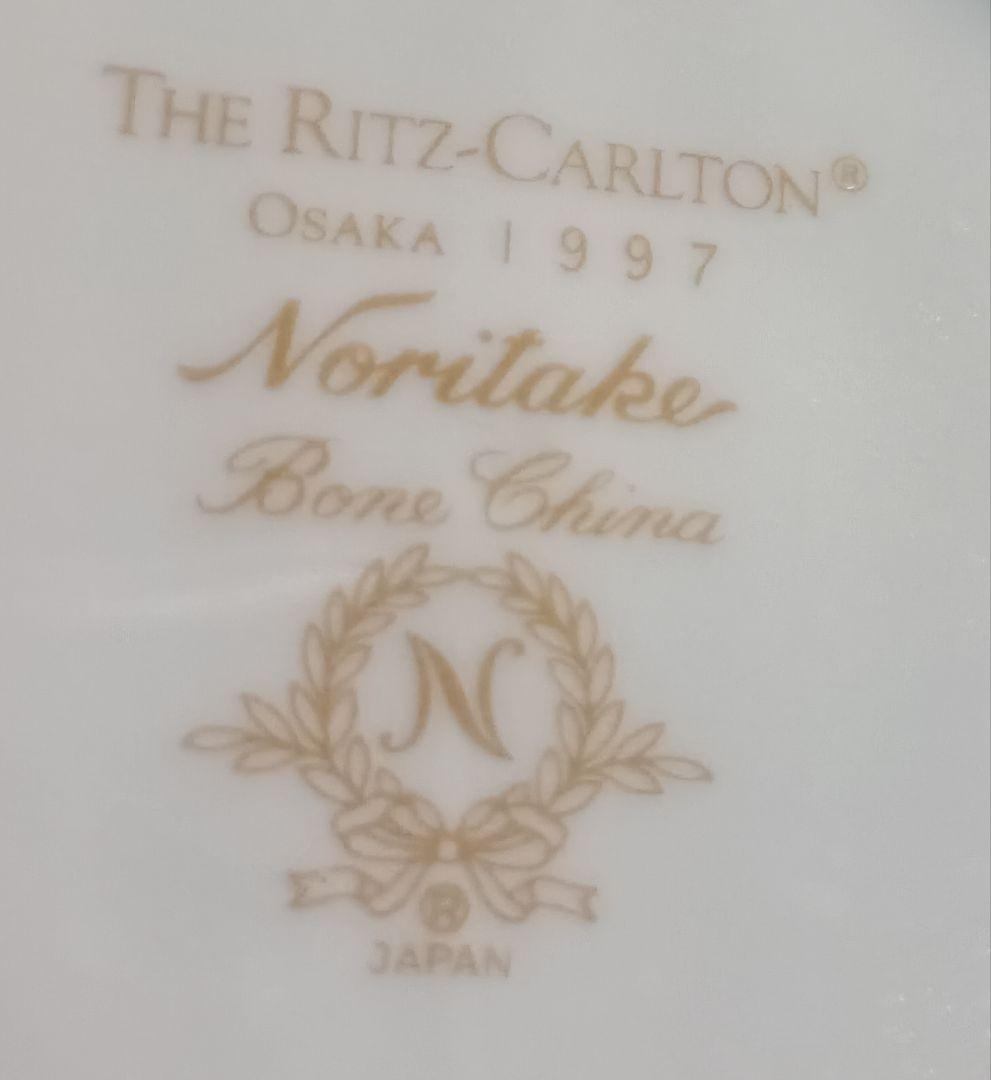 THE RITZ-CARLTON®
OSAKA 1997
Noritake
Bone China
N
®
JAPAN